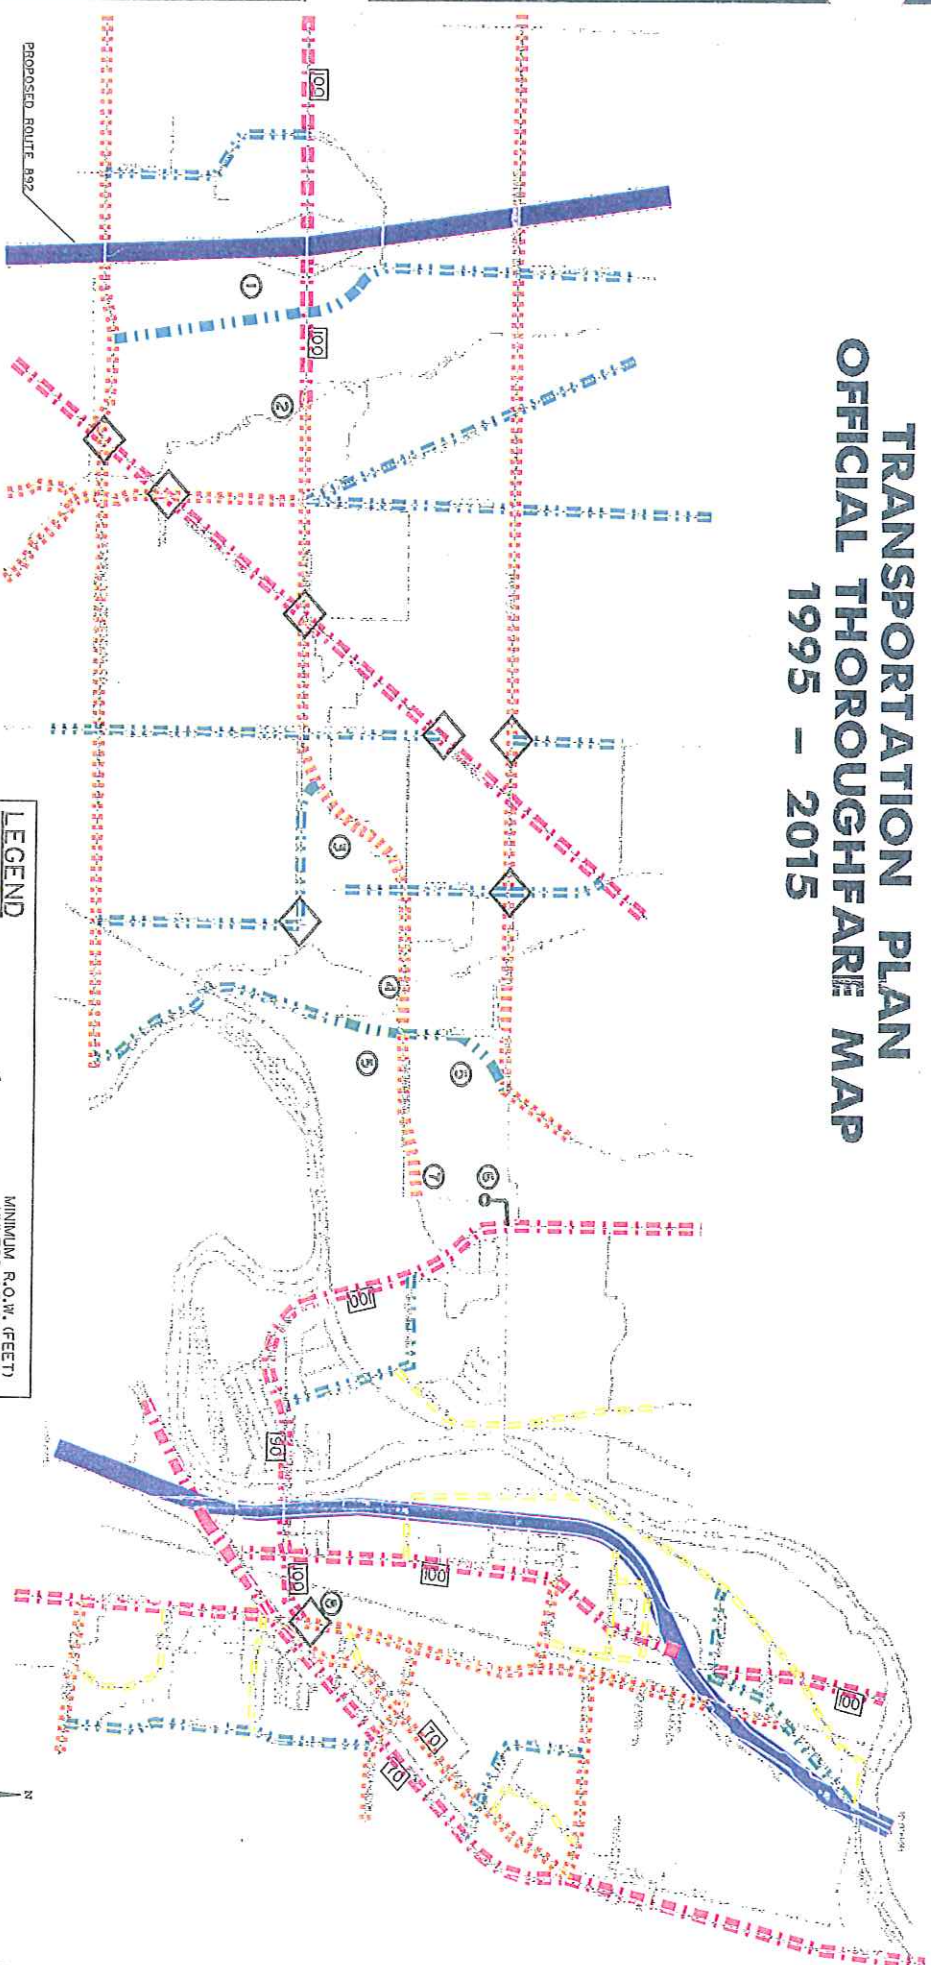 TRANSPORTATION PLAN
OFFICIAL THOROUGHFARE MAP
1995 - 2015
PROPOSED ROUTE 892
100
100
1
2
3
4
5
5
6
7
100
90
100
100
8
70
70
100
LEGEND
MINIMUM R.O.W. (FEET)
N